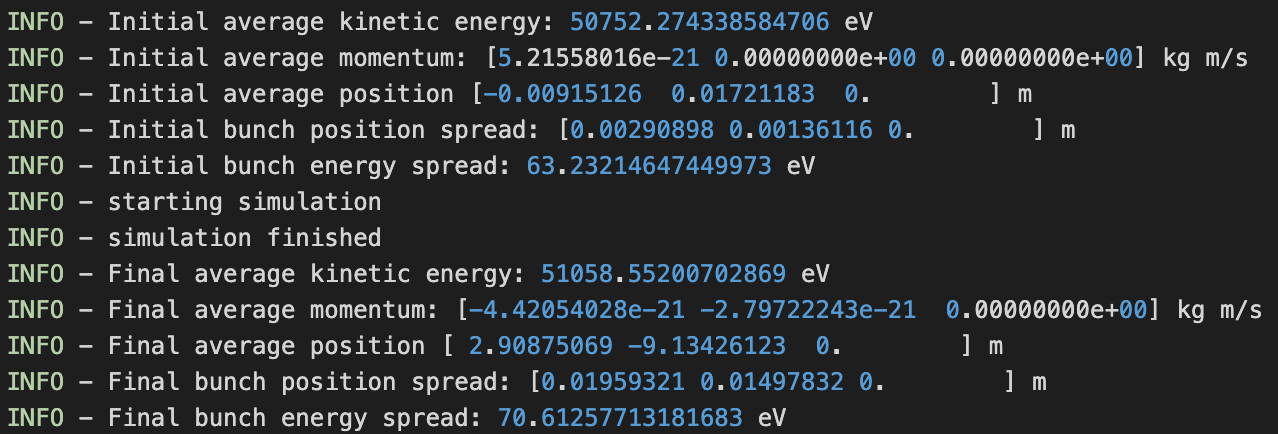 INFO - Initial average kinetic energy: 50752.274338584706 eV
INFO - Initial average momentum: [5.21558016e-21 0.00000000e+00 0.00000000e+00] kg m/s
INFO - Initial average position [-0.00915126  0.01721183  0.        ] m
INFO - Initial bunch position spread: [0.00290898 0.00136116 0.        ] m
INFO - Initial bunch energy spread: 63.23214647449973 eV
INFO - starting simulation
INFO - simulation finished
INFO - Final average kinetic energy: 51058.55200702869 eV
INFO - Final average momentum: [-4.42054028e-21 -2.79722243e-21  0.00000000e+00] kg m/s
INFO - Final average position [ 2.90875069 -9.13426123  0.        ] m
INFO - Final bunch position spread: [0.01959321 0.01497832 0.        ] m
INFO - Final bunch energy spread: 70.61257713181683 eV